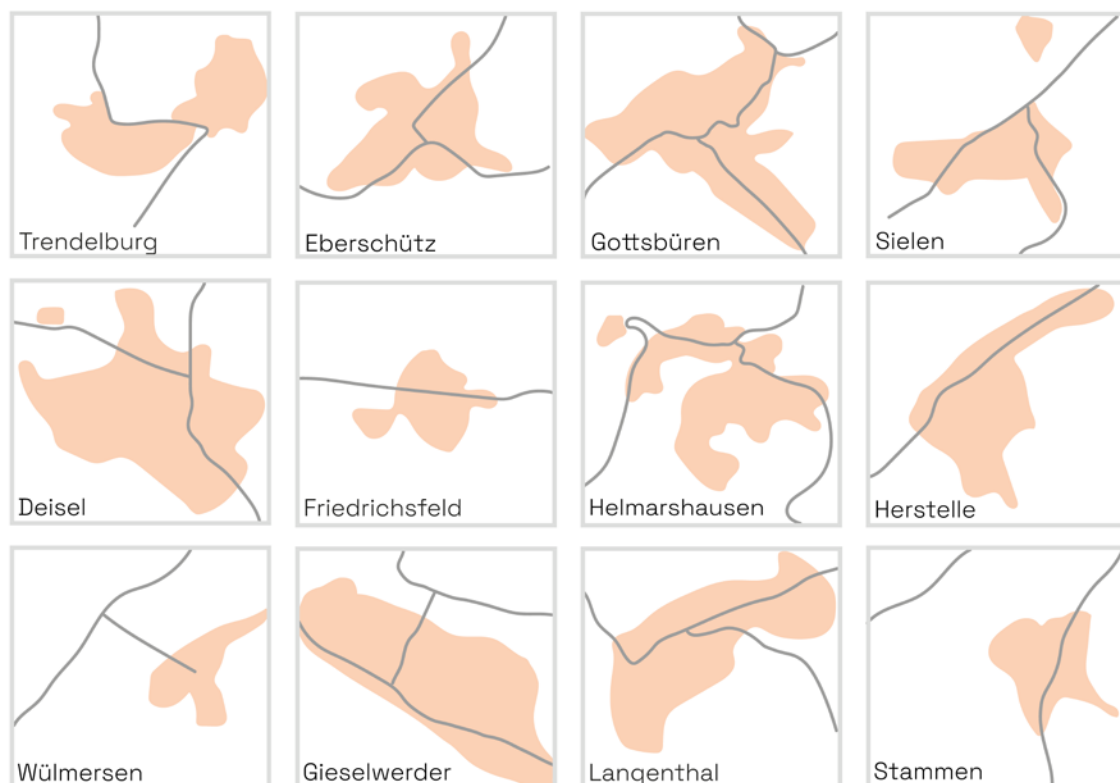 Trendelburg
Eberschütz
Gottsbüren
Sielen
Deisel
Friedrichsfeld
Helmarshausen
Herstelle
Wülmersen
Gieselwerder
Langenthal
Stammen